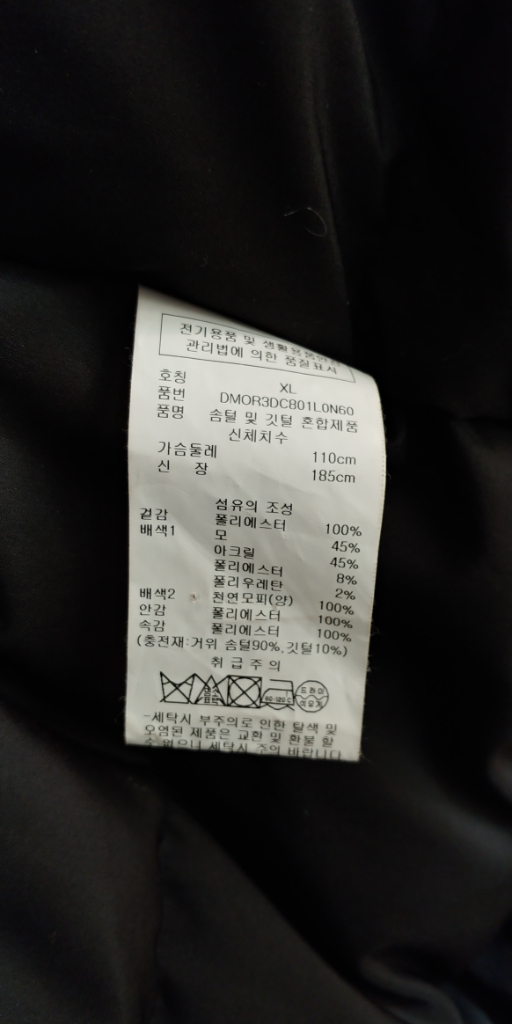 전기용품 및 생활용품안전
관리법에 의한 품질표시
호칭 XL
품번 DMOR3DC801L0N60
품명 솜털 및 깃털 혼합제품
신체치수
가슴둘레 110cm
신 장 185cm
섬유의 조성
겉감 폴리에스터 100%
배색1 모 45%
아크릴 45%
폴리에스터 8%
폴리우레탄 2%
배색2 천연모피(양) 100%
안감 폴리에스터 100%
속감 폴리에스터 100%
(충전재:거위 솜털90%,깃털10%)
취 급 주 의
드라이
-세탁시 부주의로 인한 탈색 및
오염된 제품은 교환 및 환불 할
수 없으니 세탁시 주의 바랍니다